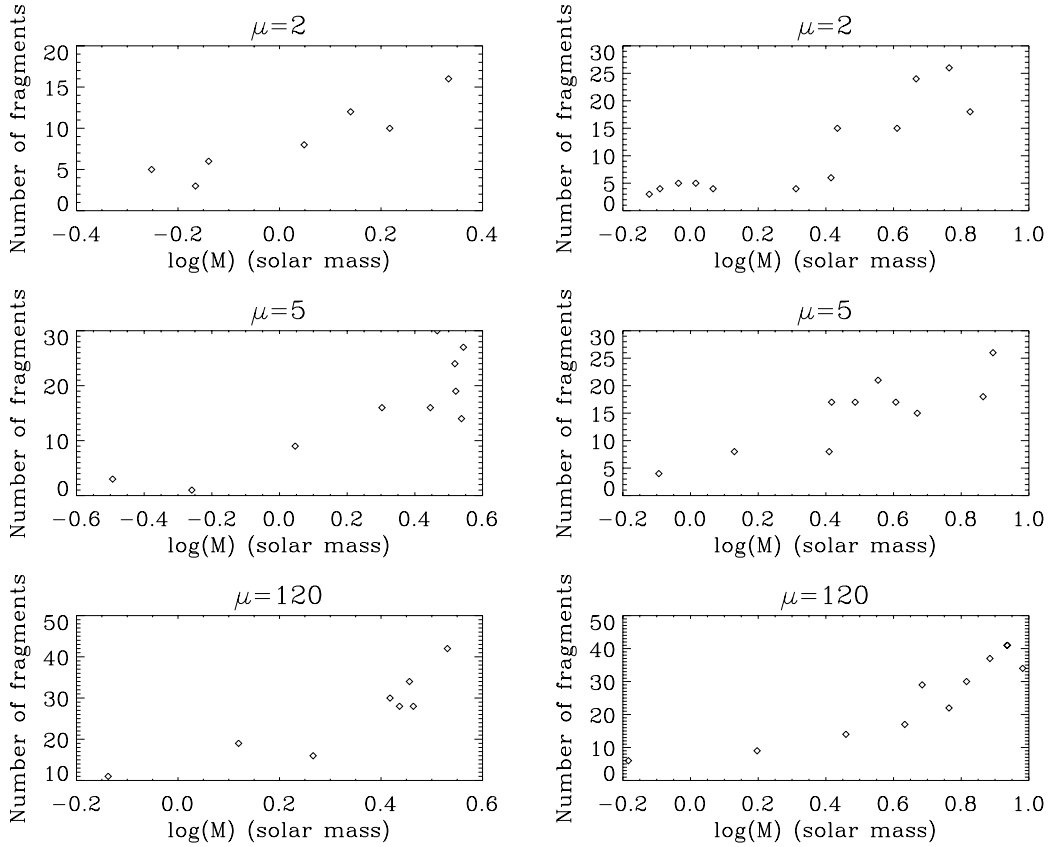 μ=2
Number of fragments
20
15
10
5
0
−0.4 −0.2 0.0 0.2 0.4
log(M) (solar mass)
μ=2
Number of fragments
30
25
20
15
10
5
0
−0.2 0.0 0.2 0.4 0.6 0.8 1.0
log(M) (solar mass)
μ=5
Number of fragments
30
20
10
0
−0.6 −0.4 −0.2 0.0 0.2 0.4 0.6
log(M) (solar mass)
μ=5
Number of fragments
30
25
20
15
10
5
0
−0.2 0.0 0.2 0.4 0.6 0.8 1.0
log(M) (solar mass)
μ=120
Number of fragments
50
40
30
20
10
−0.2 0.0 0.2 0.4 0.6
log(M) (solar mass)
μ=120
Number of fragments
50
40
30
20
10
0
−0.2 0.0 0.2 0.4 0.6 0.8 1.0
log(M) (solar mass)